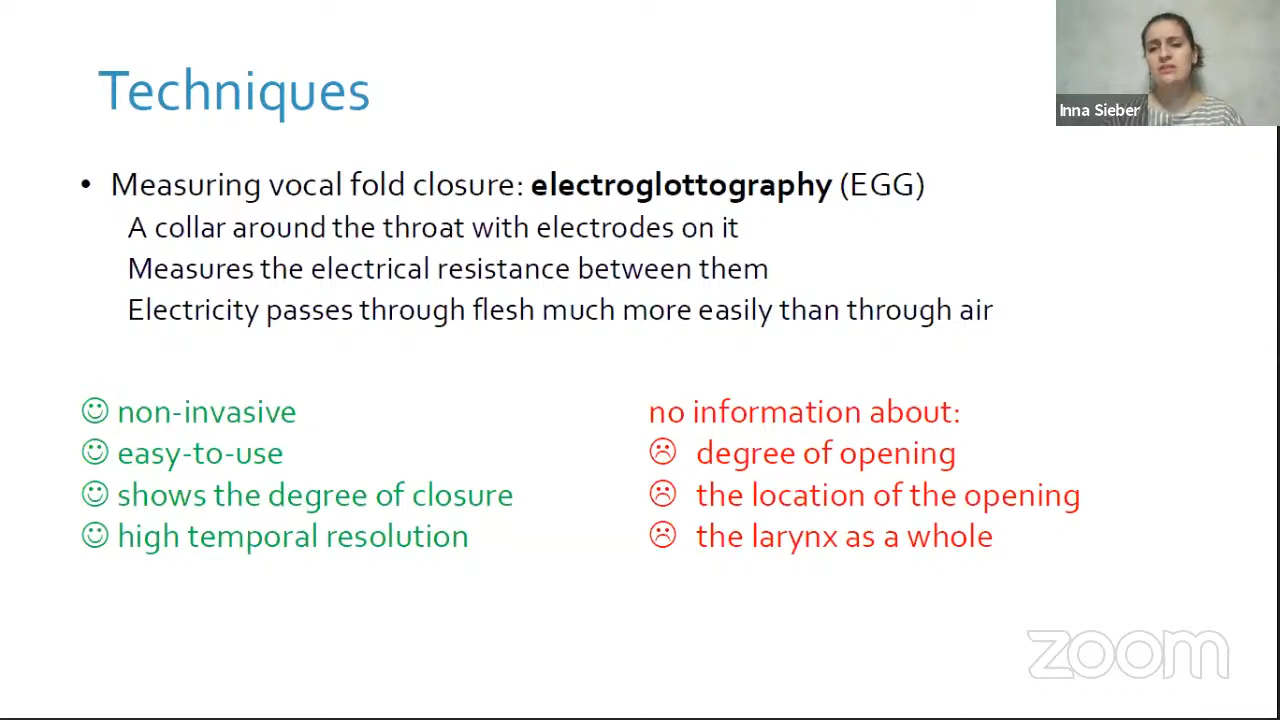 Techniques
Inna Sieber
• Measuring vocal fold closure: electroglottography (EGG)
A collar around the throat with electrodes on it
Measures the electrical resistance between them
Electricity passes through flesh much more easily than through air
☺ non-invasive
☺ easy-to-use
☺ shows the degree of closure
☺ high temporal resolution
no information about:
☹ degree of opening
☹ the location of the opening
☹ the larynx as a whole
zoom